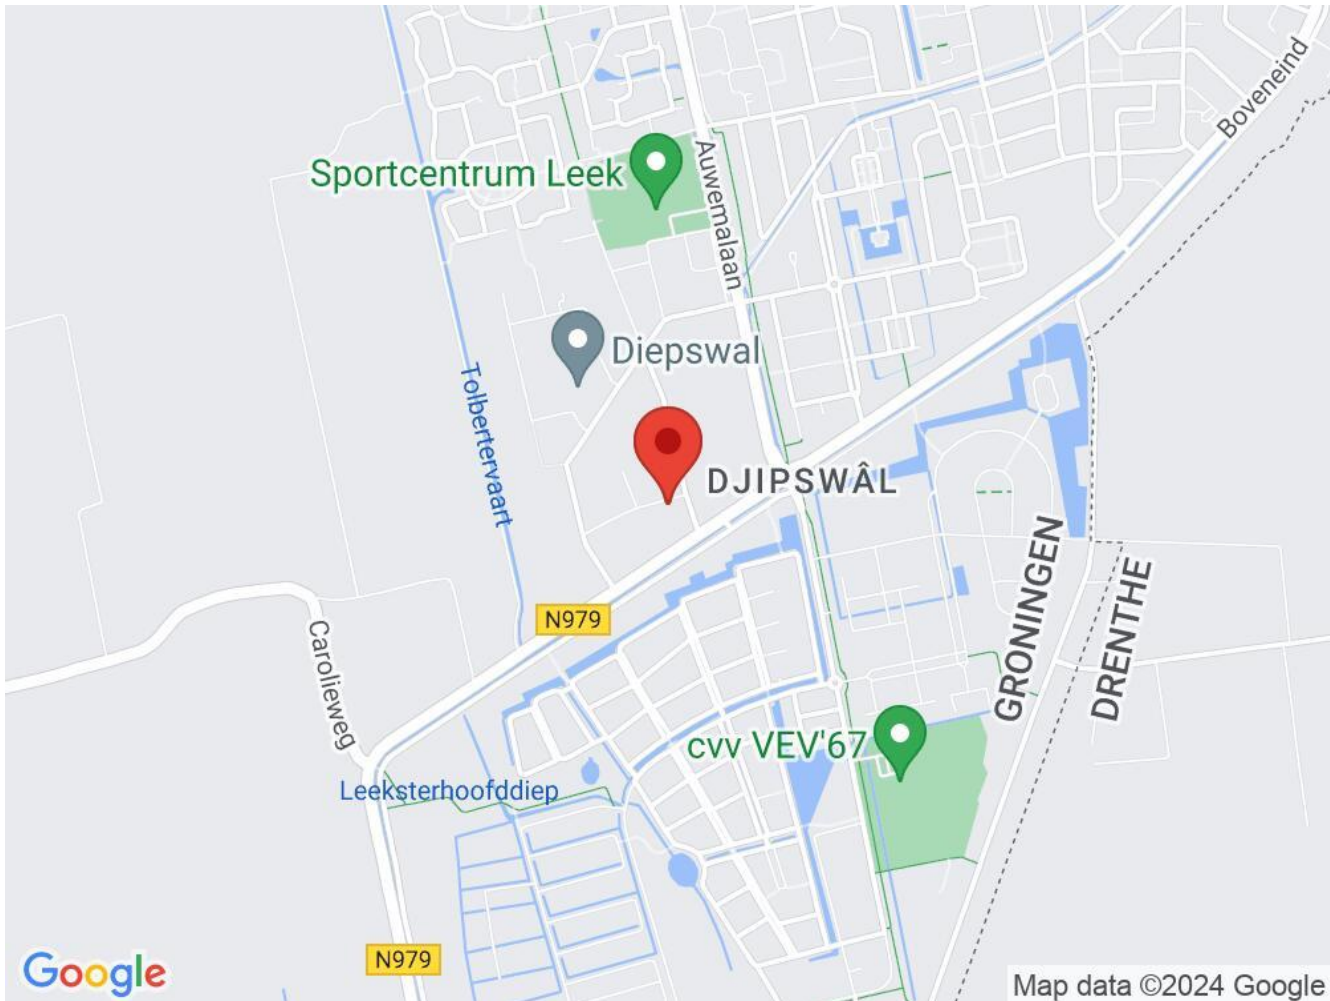 Boveneind
Sportcentrum Leek
Auwemalaan
Diepswal
Tolbertervaart
DJIPSWÂL
N979
GRONINGEN
DRENTHE
Carolieweg
cvv VEV'67
Leeksterhoofddiep
N979
Google
Map data ©2024 Google